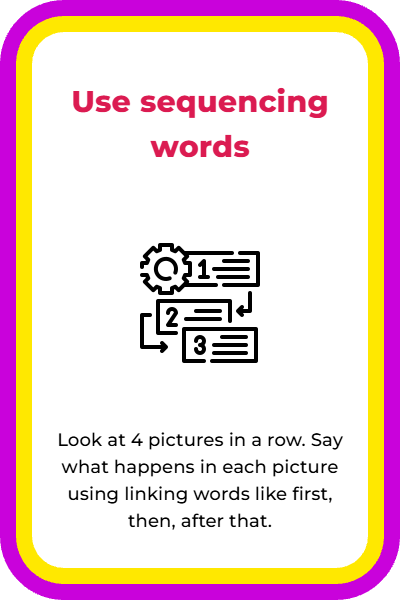 Use sequencing
words
1
2
3
Look at 4 pictures in a row. Say
what happens in each picture
using linking words like first,
then, after that.